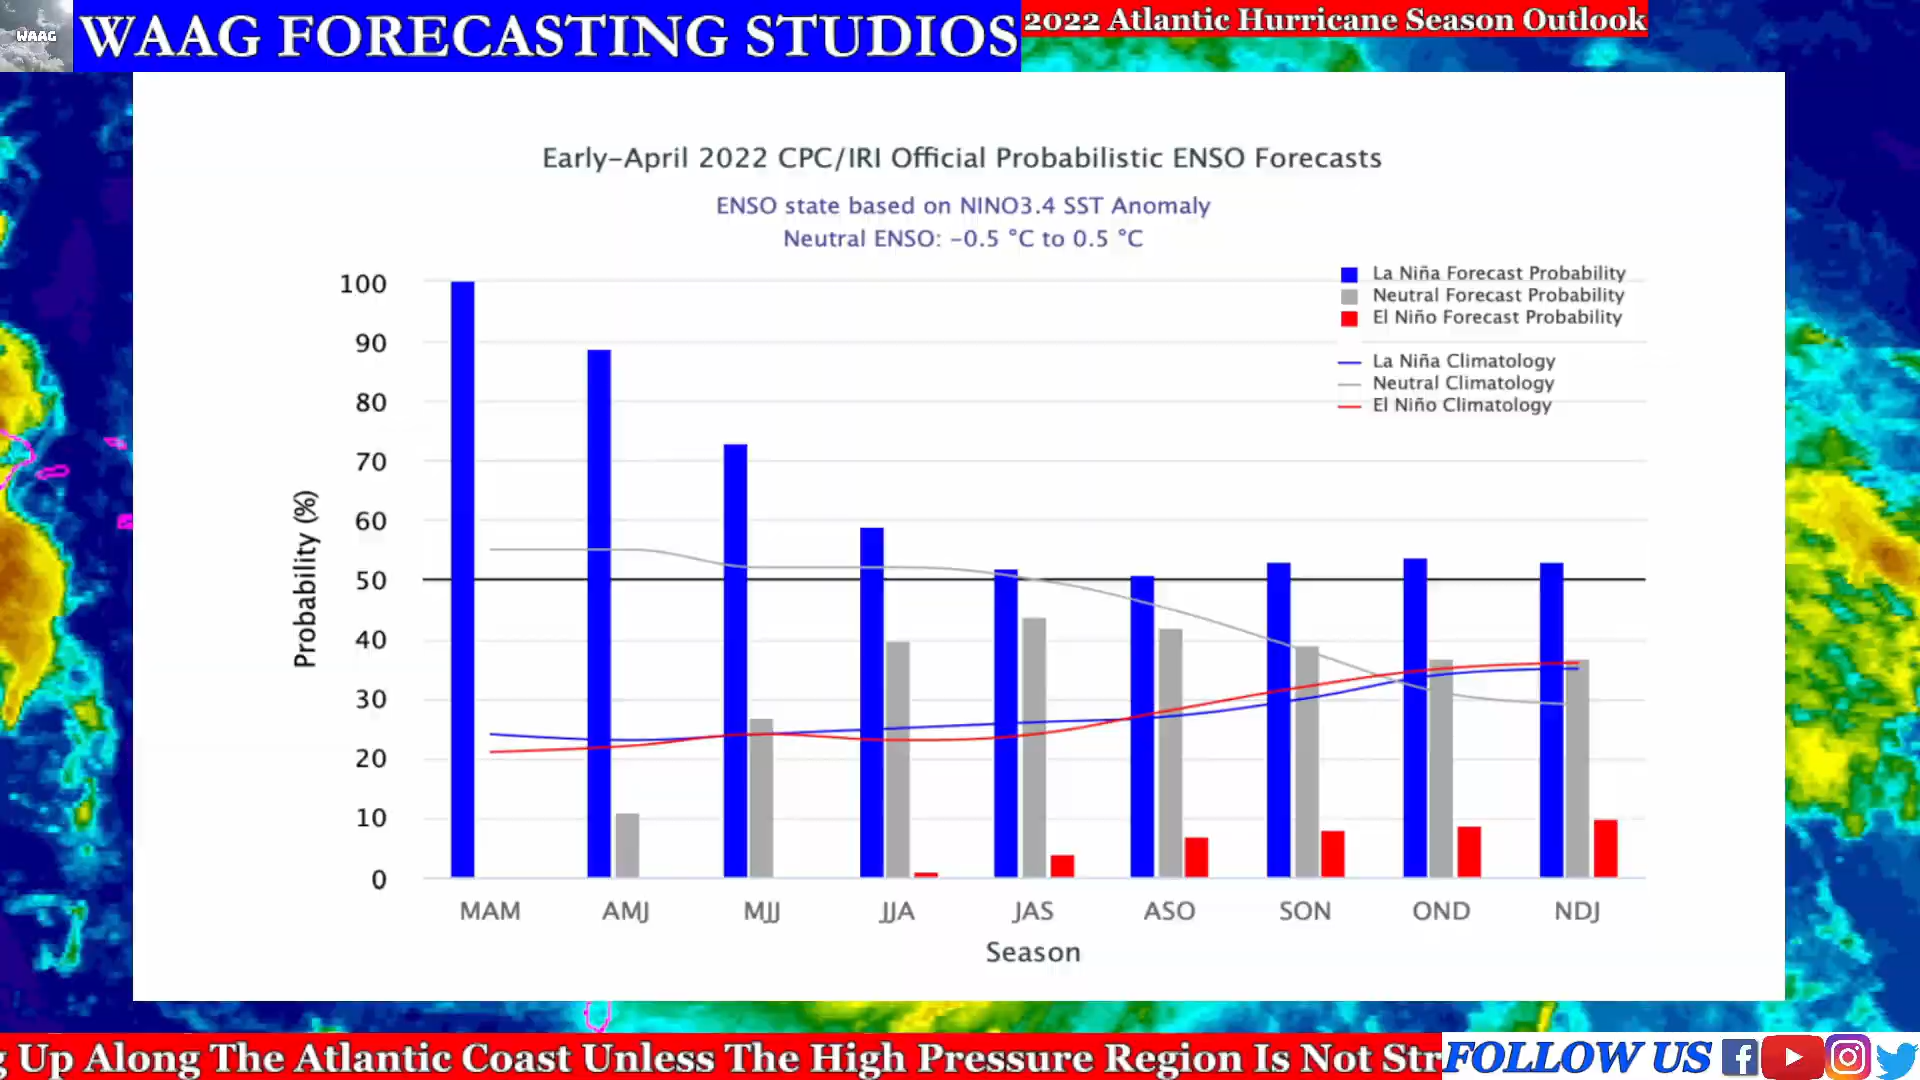 WAAG
WAAG FORECASTING STUDIOS
2022 Atlantic Hurricane Season Outlook
Early-April 2022 CPC/IRI Official Probabilistic ENSO Forecasts
ENSO state based on NINO3.4 SST Anomaly
Neutral ENSO: -0.5 °C to 0.5 °C
La Niña Forecast Probability
Neutral Forecast Probability
El Niño Forecast Probability
La Niña Climatology
Neutral Climatology
El Niño Climatology
Probability (%)
100
90
80
70
60
50
40
30
20
10
0
MAM AMJ MJJ JJA JAS ASO SON OND NDJ
Season
g Up Along The Atlantic Coast Unless The High Pressure Region Is Not Str
FOLLOW US